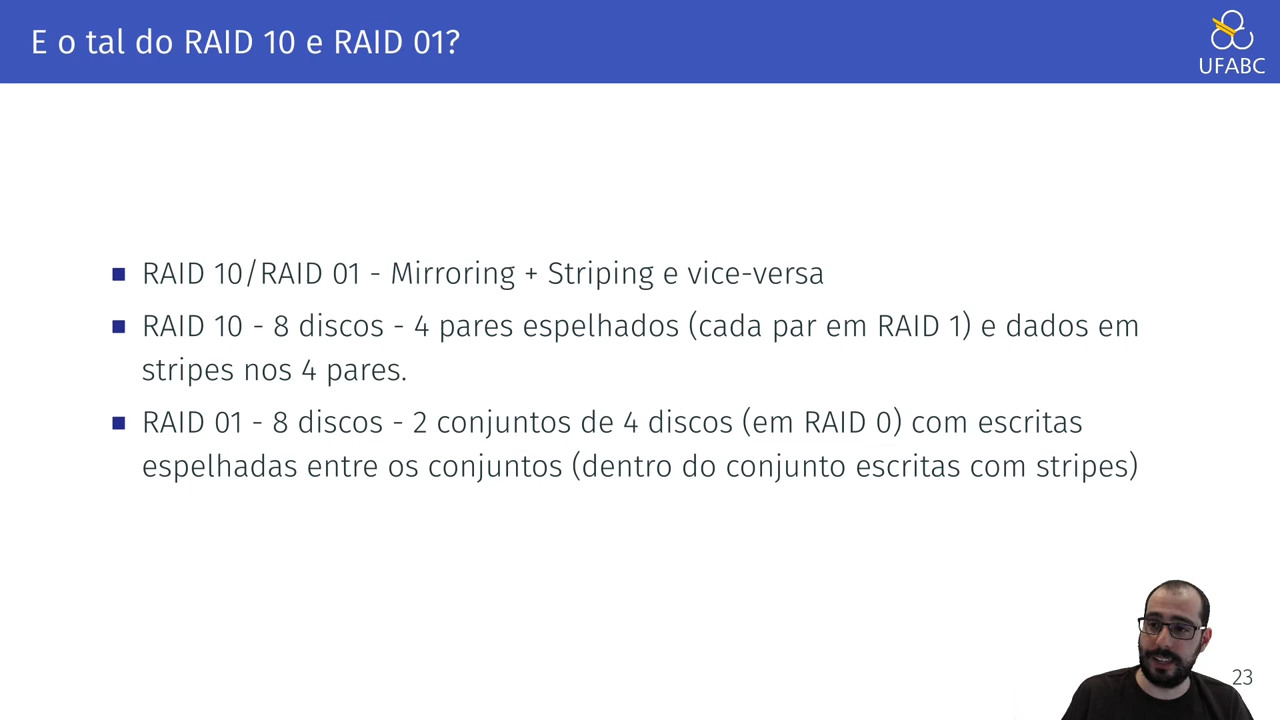 E o tal do RAID 10 e RAID 01?
UFABC
RAID 10/RAID 01 - Mirroring + Striping e vice-versa
RAID 10 - 8 discos - 4 pares espelhados (cada par em RAID 1) e dados em
stripes nos 4 pares.
RAID 01 - 8 discos - 2 conjuntos de 4 discos (em RAID 0) com escritas
espelhadas entre os conjuntos (dentro do conjunto escritas com stripes)
23